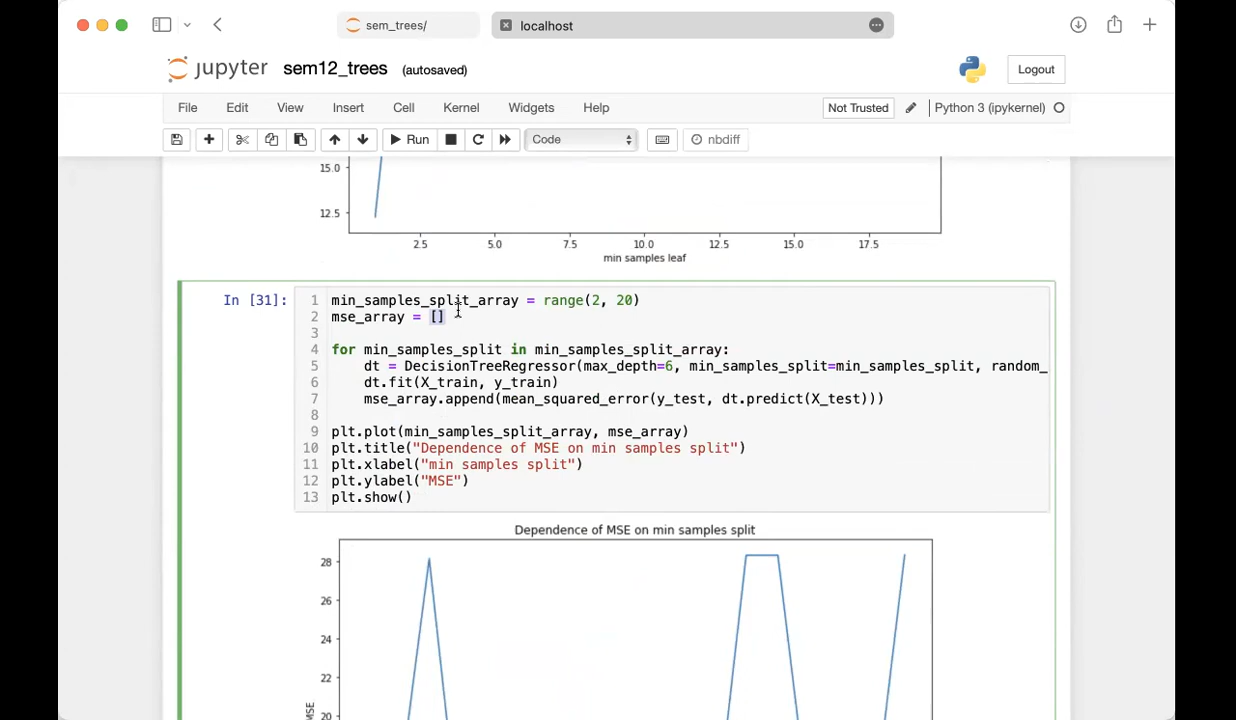 sem_trees/
localhost
jupyter sem12_trees (autosaved)
Logout
File Edit View Insert Cell Kernel Widgets Help
Not Trusted
Python 3 (ipykernel)
Run
Code
nbdiff
15.0
12.5
2.5 5.0 7.5 10.0 12.5 15.0 17.5
min samples leaf
In [31]:
1 min_samples_split_array = range(2, 20)
2 mse_array = []
3
4 for min_samples_split in min_samples_split_array:
5 dt = DecisionTreeRegressor(max_depth=6, min_samples_split=min_samples_split, random_
6 dt.fit(X_train, y_train)
7 mse_array.append(mean_squared_error(y_test, dt.predict(X_test)))
8
9 plt.plot(min_samples_split_array, mse_array)
10 plt.title("Dependence of MSE on min samples split")
11 plt.xlabel("min samples split")
12 plt.ylabel("MSE")
13 plt.show()
Dependence of MSE on min samples split
28
26
24
22
20
MSE